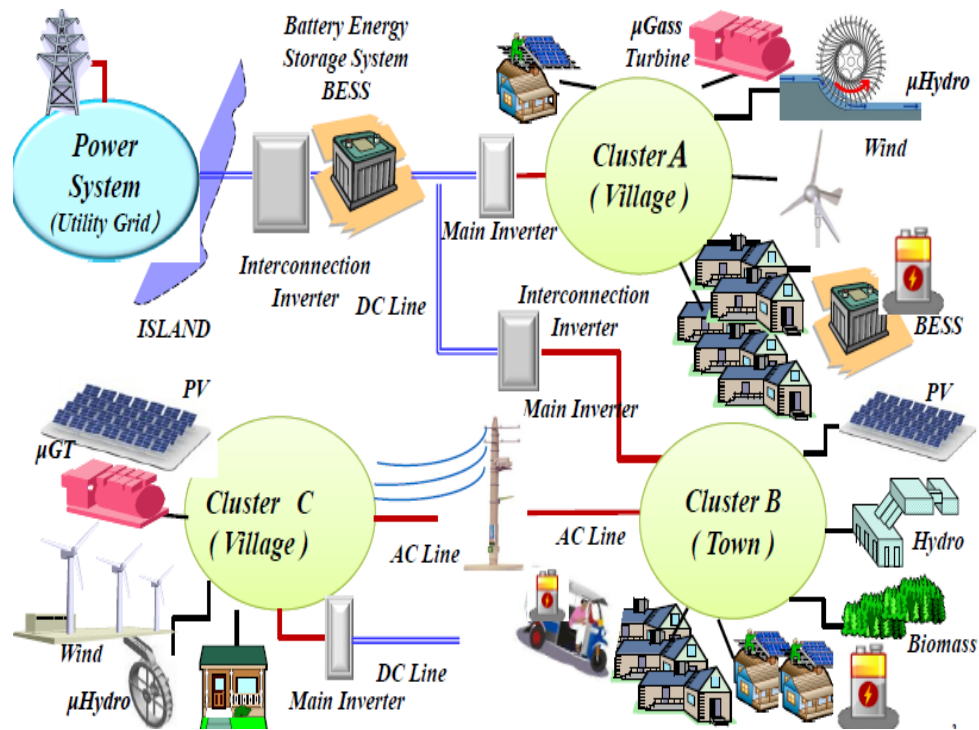 Battery Energy
Storage System
BESS
µGass
Turbine
µHydro
Power
System
(Utility Grid)
Cluster A
( Village )
Wind
Main Inverter
Interconnection
Inverter
DC Line
ISLAND
Interconnection
Inverter
BESS
Main Inverter
PV
PV
µGT
Cluster C
( Village )
Cluster B
( Town )
AC Line
AC Line
Hydro
Wind
Biomass
DC Line
µHydro
Main Inverter